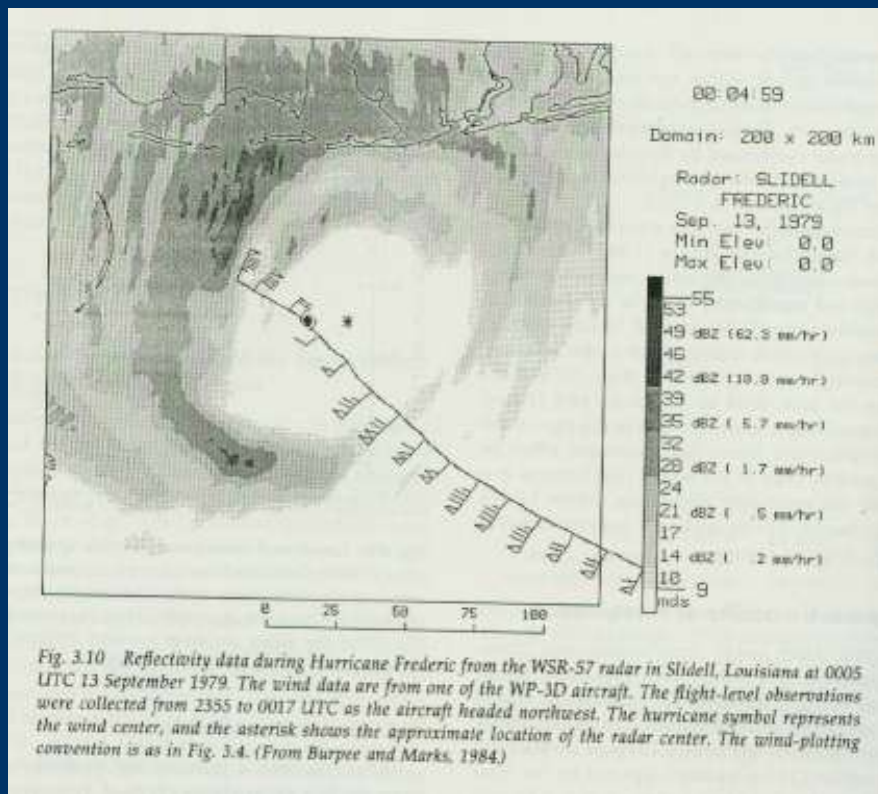 00:04:59
Domain: 200 x 200 km
Radar: SLIDELL
FREDERIC
Sep. 13, 1979
Min Elev: 0.0
Max Elev: 0.0
55
53
49 dBZ (62.3 mm/hr)
46
42 dBZ (18.9 mm/hr)
39
35 dBZ ( 5.7 mm/hr)
32
28 dBZ ( 1.7 mm/hr)
24
21 dBZ ( .5 mm/hr)
17
14 dBZ ( .2 mm/hr)
10
9
mds
0 25 50 75 100
Fig. 3.10 Reflectivity data during Hurricane Frederic from the WSR-57 radar in Slidell, Louisiana at 0005
UTC 13 September 1979. The wind data are from one of the WP-3D aircraft. The flight-level observations
were collected from 2355 to 0017 UTC as the aircraft headed northwest. The hurricane symbol represents
the wind center, and the asterisk shows the approximate location of the radar center. The wind-plotting
convention is as in Fig. 3.4. (From Burpee and Marks, 1984.)